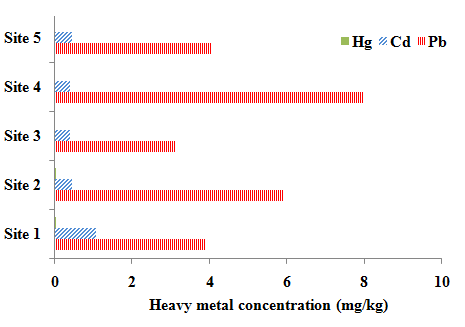 Site 5
Hg Cd Pb
Site 4
Site 3
Site 2
Site 1
0 2 4 6 8 10
Heavy metal concentration (mg/kg)